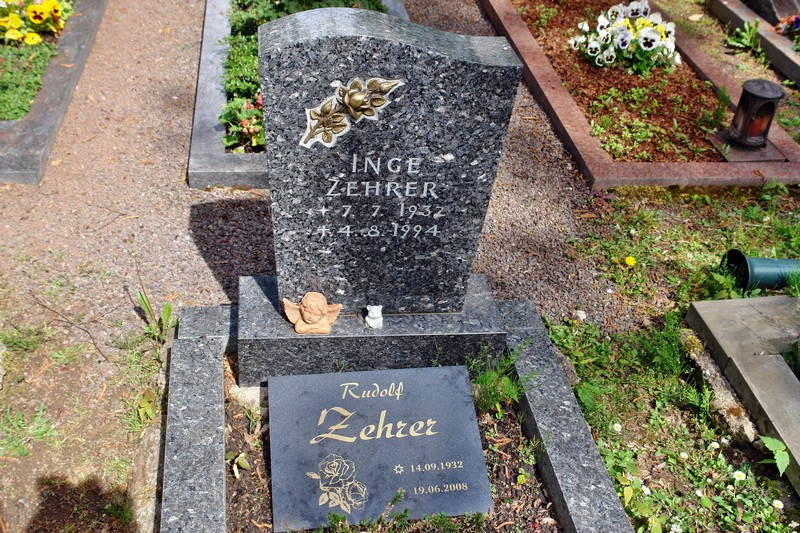 INGE
ZEHRER
* 7. 7. 1932
+ 4. 8. 1994
Rudolf
Zehrer
14.09.1932
19.06.2008